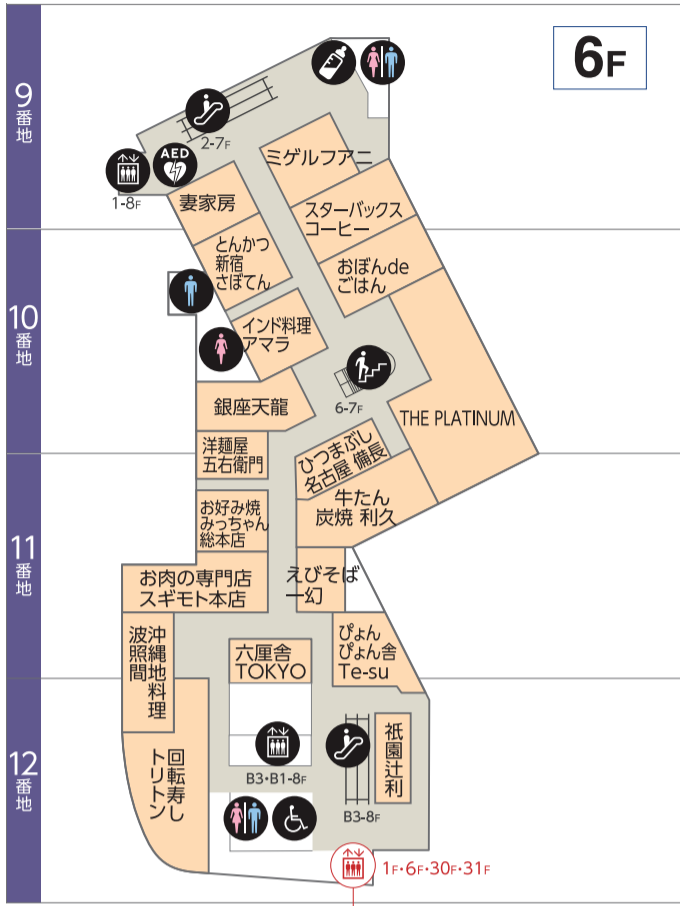 6F
9
番地
2-7F
AED
1-8F
ミゲルフアニ
妻家房
スターバックス
コーヒー
とんかつ
新宿
さぼてん
おぼんde
ごはん
10
番地
インド料理
アマラ
6-7F
銀座天龍
THE PLATINUM
洋麺屋
五右衛門
ひつまぶし
名古屋 備長
牛たん
炭焼 利久
お好み焼
みっちゃん
総本店
11
番地
お肉の専門店
スギモト本店
えびそば
一幻
沖縄地料理
波照間
六厘舎
TOKYO
ぴょん
ぴょん舎
Te-su
12
番地
回転寿し
トリトン
祇園辻利
B3・B1-8F
B3-8F
1F・6F・30F・31F